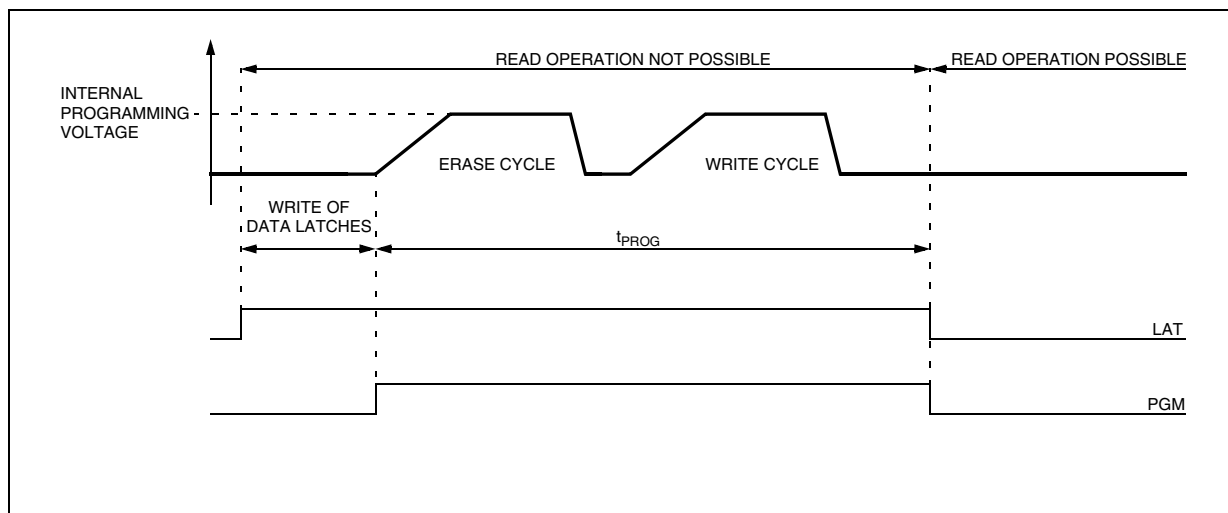 READ OPERATION NOT POSSIBLE
READ OPERATION POSSIBLE
INTERNAL
PROGRAMMING
VOLTAGE
ERASE CYCLE
WRITE CYCLE
WRITE OF
DATA LATCHES
tPROG
LAT
PGM